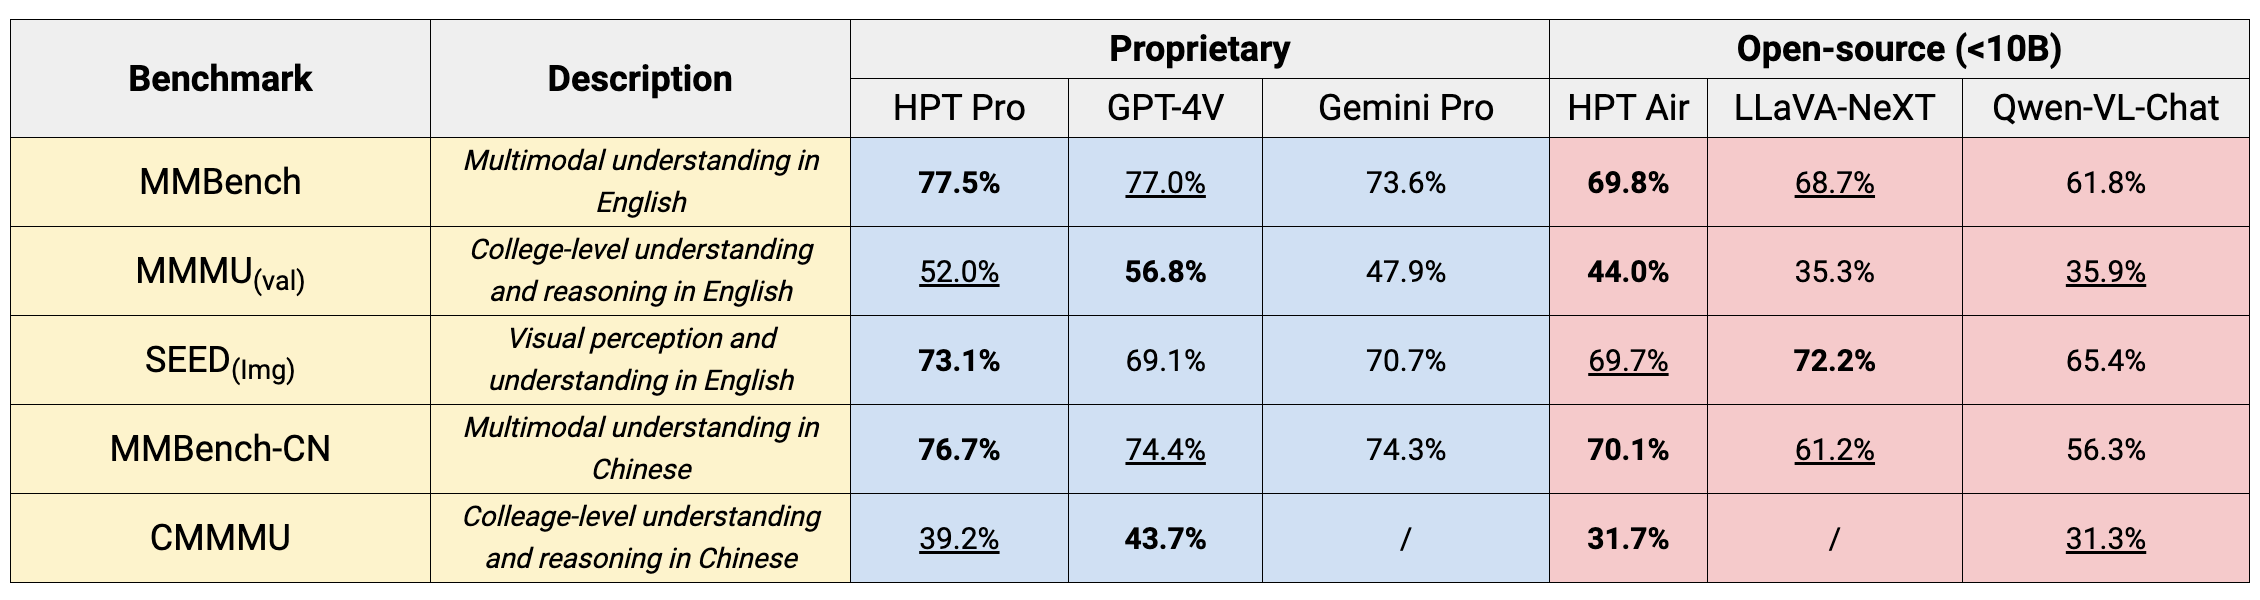 Benchmark Description Proprietary Open-source (<10B)
HPT Pro GPT-4V Gemini Pro HPT Air LLaVA-NeXT Qwen-VL-Chat
MMBench Multimodal understanding in
English 77.5% 77.0% 73.6% 69.8% 68.7% 61.8%
MMMU(val) College-level understanding
and reasoning in English 52.0% 56.8% 47.9% 44.0% 35.3% 35.9%
SEED(Img) Visual perception and
understanding in English 73.1% 69.1% 70.7% 69.7% 72.2% 65.4%
MMBench-CN Multimodal understanding in
Chinese 76.7% 74.4% 74.3% 70.1% 61.2% 56.3%
CMMMU Colleage-level understanding
and reasoning in Chinese 39.2% 43.7% / 31.7% / 31.3%